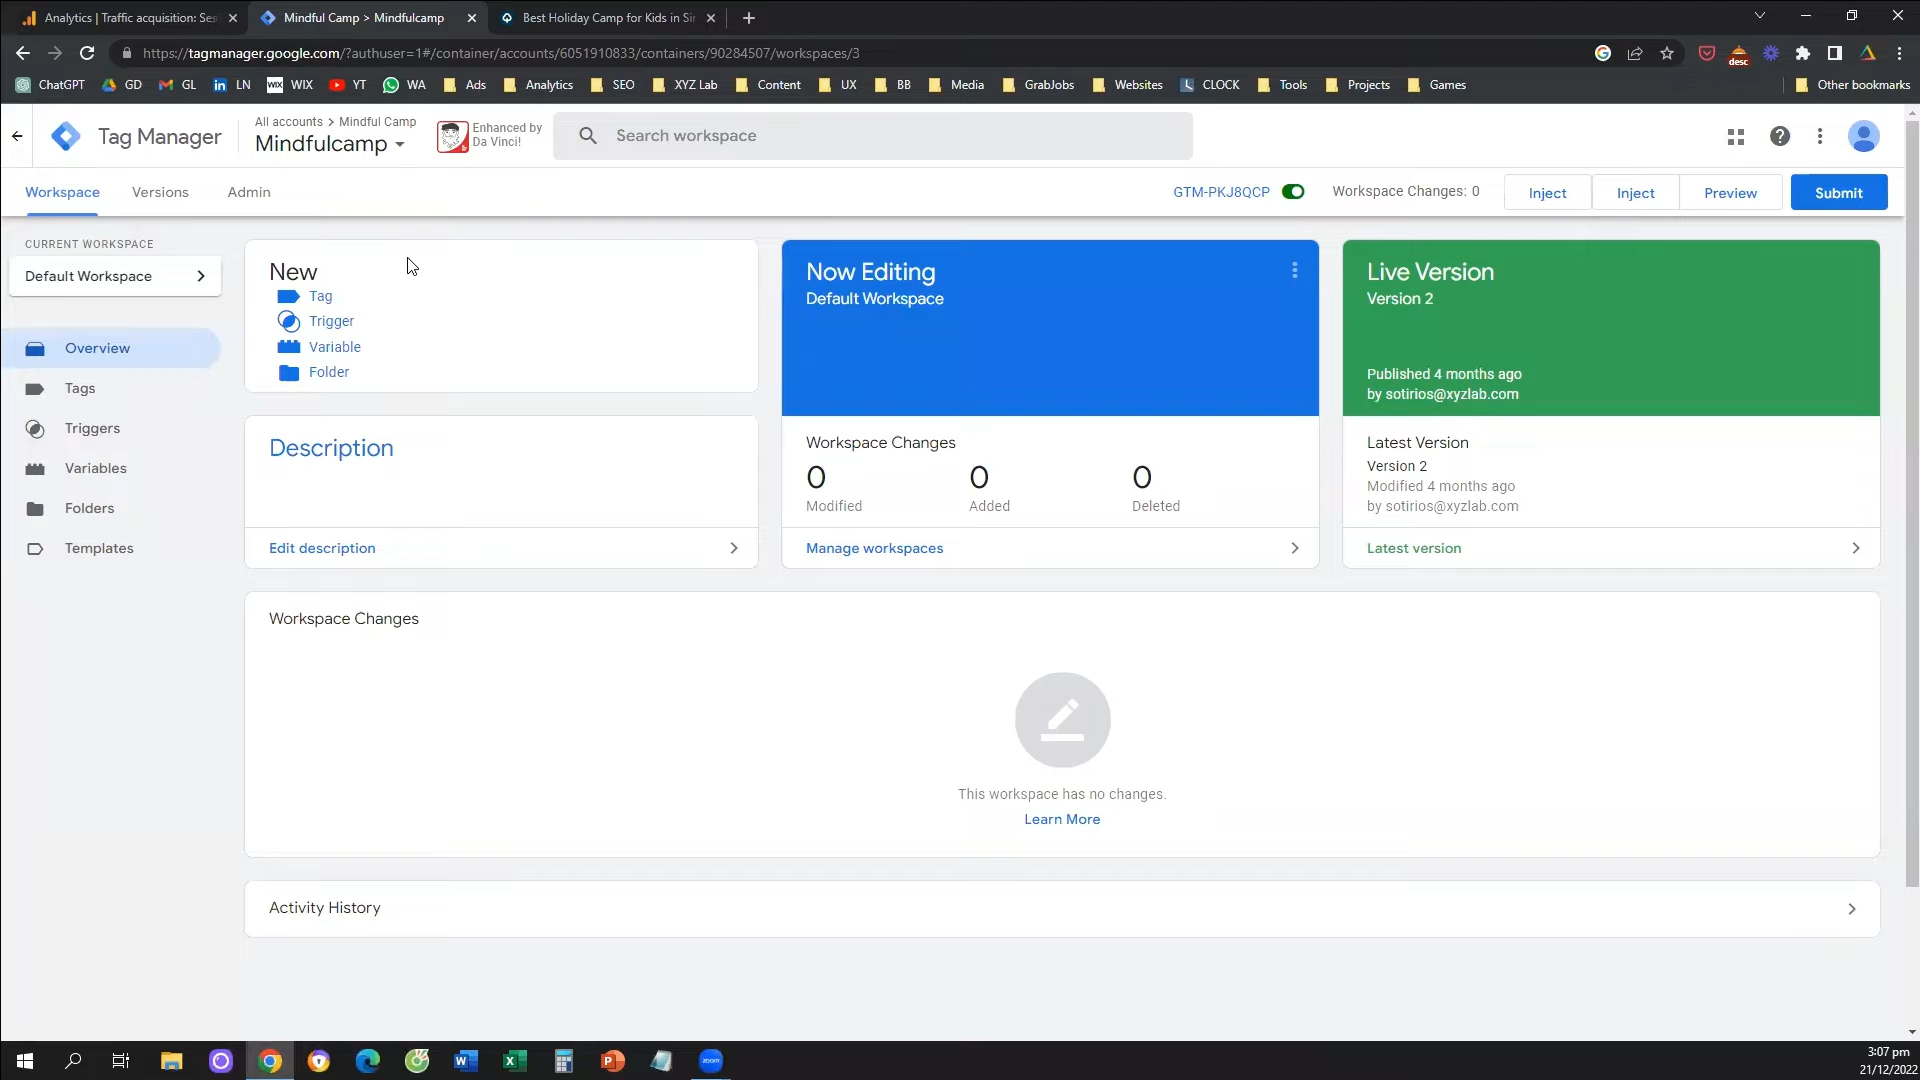 Analytics | Traffic acquisition: Ses
Mindful Camp > Mindfulcamp
Best Holiday Camp for Kids in Sin
https://tagmanager.google.com/?authuser=1#/container/accounts/6051910833/containers/90284507/workspaces/3
desc
ChatGPT
GD
GL
LN
WIX
YT
WA
Ads
Analytics
SEO
XYZ Lab
Content
UX
BB
Media
GrabJobs
Websites
CLOCK
Tools
Projects
Games
Other bookmarks
Tag Manager
All accounts > Mindful Camp
Mindfulcamp
Enhanced by
Da Vinci!
Search workspace
Workspace
Versions
Admin
GTM-PKJ8QCP
Workspace Changes: 0
Inject
Inject
Preview
Submit
CURRENT WORKSPACE
Default Workspace
Overview
Tags
Triggers
Variables
Folders
Templates
New
Tag
Trigger
Variable
Folder
Description
Edit description
Now Editing
Default Workspace
Workspace Changes
0
0
0
Modified
Added
Deleted
Manage workspaces
Live Version
Version 2
Published 4 months ago
by sotirios@xyzlab.com
Latest Version
Version 2
Modified 4 months ago
by sotirios@xyzlab.com
Latest version
Workspace Changes
This workspace has no changes.
Learn More
Activity History
3:07 pm
21/12/2022